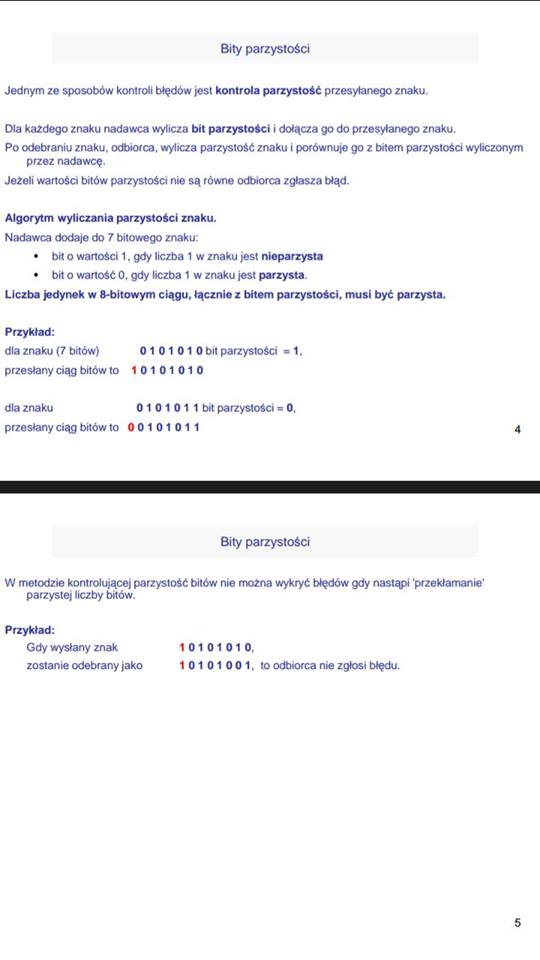 Bity parzystości
Jednym ze sposobów kontroli błędów jest kontrola parzystość przesyłanego znaku.
Dla każdego znaku nadawca wylicza bit parzystości i dołącza go do przesyłanego znaku.
Po odebraniu znaku, odbiorca, wylicza parzystość znaku i porównuje go z bitem parzystości wyliczonym
przez nadawcę.
Jeżeli wartości bitów parzystości nie są równe odbiorca zgłasza błąd.
Algorytm wyliczania parzystości znaku.
Nadawca dodaje do 7 bitowego znaku:
• bit o wartości 1, gdy liczba 1 w znaku jest nieparzysta
• bit o wartość 0, gdy liczba 1 w znaku jest parzysta.
Liczba jedynek w 8-bitowym ciągu, łącznie z bitem parzystości, musi być parzysta.
Przykład:
dla znaku (7 bitów) 0 1 0 1 0 1 0 bit parzystości = 1,
przesłany ciąg bitów to 1 0 1 0 1 0 1 0
dla znaku 0 1 0 1 0 1 1 bit parzystości = 0,
przesłany ciąg bitów to 0 0 1 0 1 0 1 1
4
Bity parzystości
W metodzie kontrolującej parzystość bitów nie można wykryć błędów gdy nastąpi 'przekłamanie'
parzystej liczby bitów.
Przykład:
Gdy wysłany znak 1 0 1 0 1 0 1 0,
zostanie odebrany jako 1 0 1 0 1 0 0 1, to odbiorca nie zgłosi błędu.
5